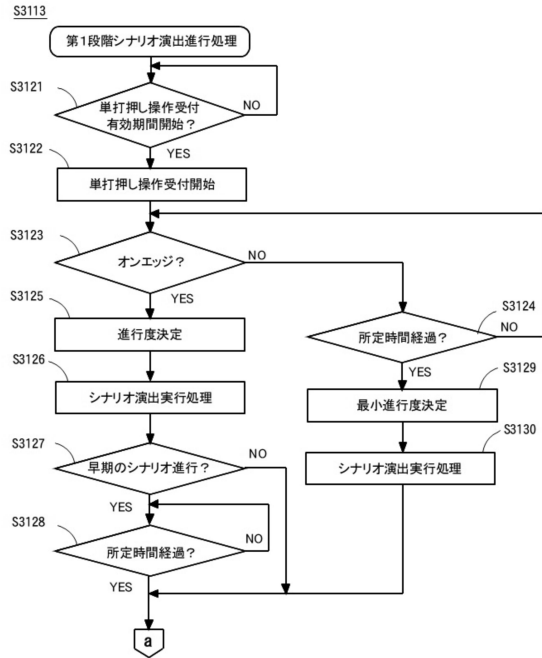 S3113
第1段階シナリオ演出進行処理
S3121
単打押し操作受付
有効期間開始？
NO
YES
S3122
単打押し操作受付開始
S3123
オンエッジ？
NO
YES
S3124
所定時間経過？
NO
YES
S3125
進行度決定
S3126
シナリオ演出実行処理
S3129
最小進行度決定
S3130
シナリオ演出実行処理
S3127
早期のシナリオ進行？
NO
YES
S3128
所定時間経過？
NO
YES
a